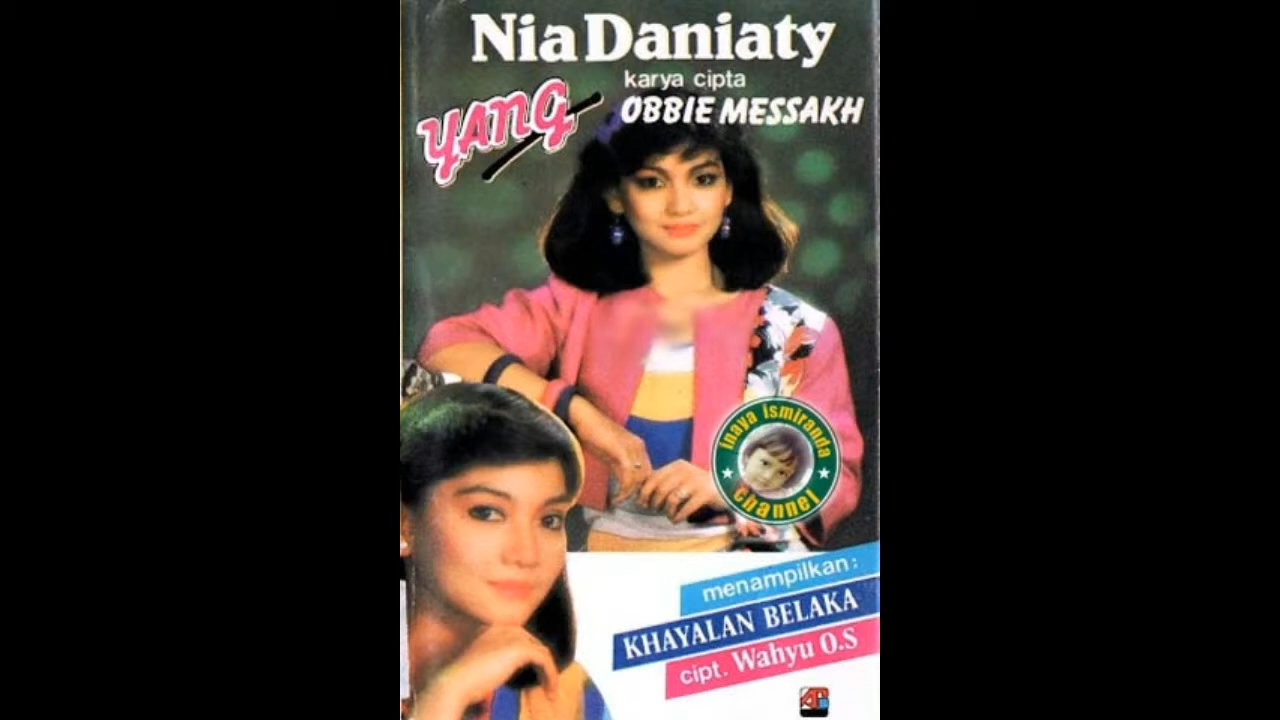 Nia Daniaty
karya cipta
YANG
OBBIE MESSAKH
inaya ismiranda
channel
menampilkan:
KHAYALAN BELAKA
cipt. Wahyu O.S